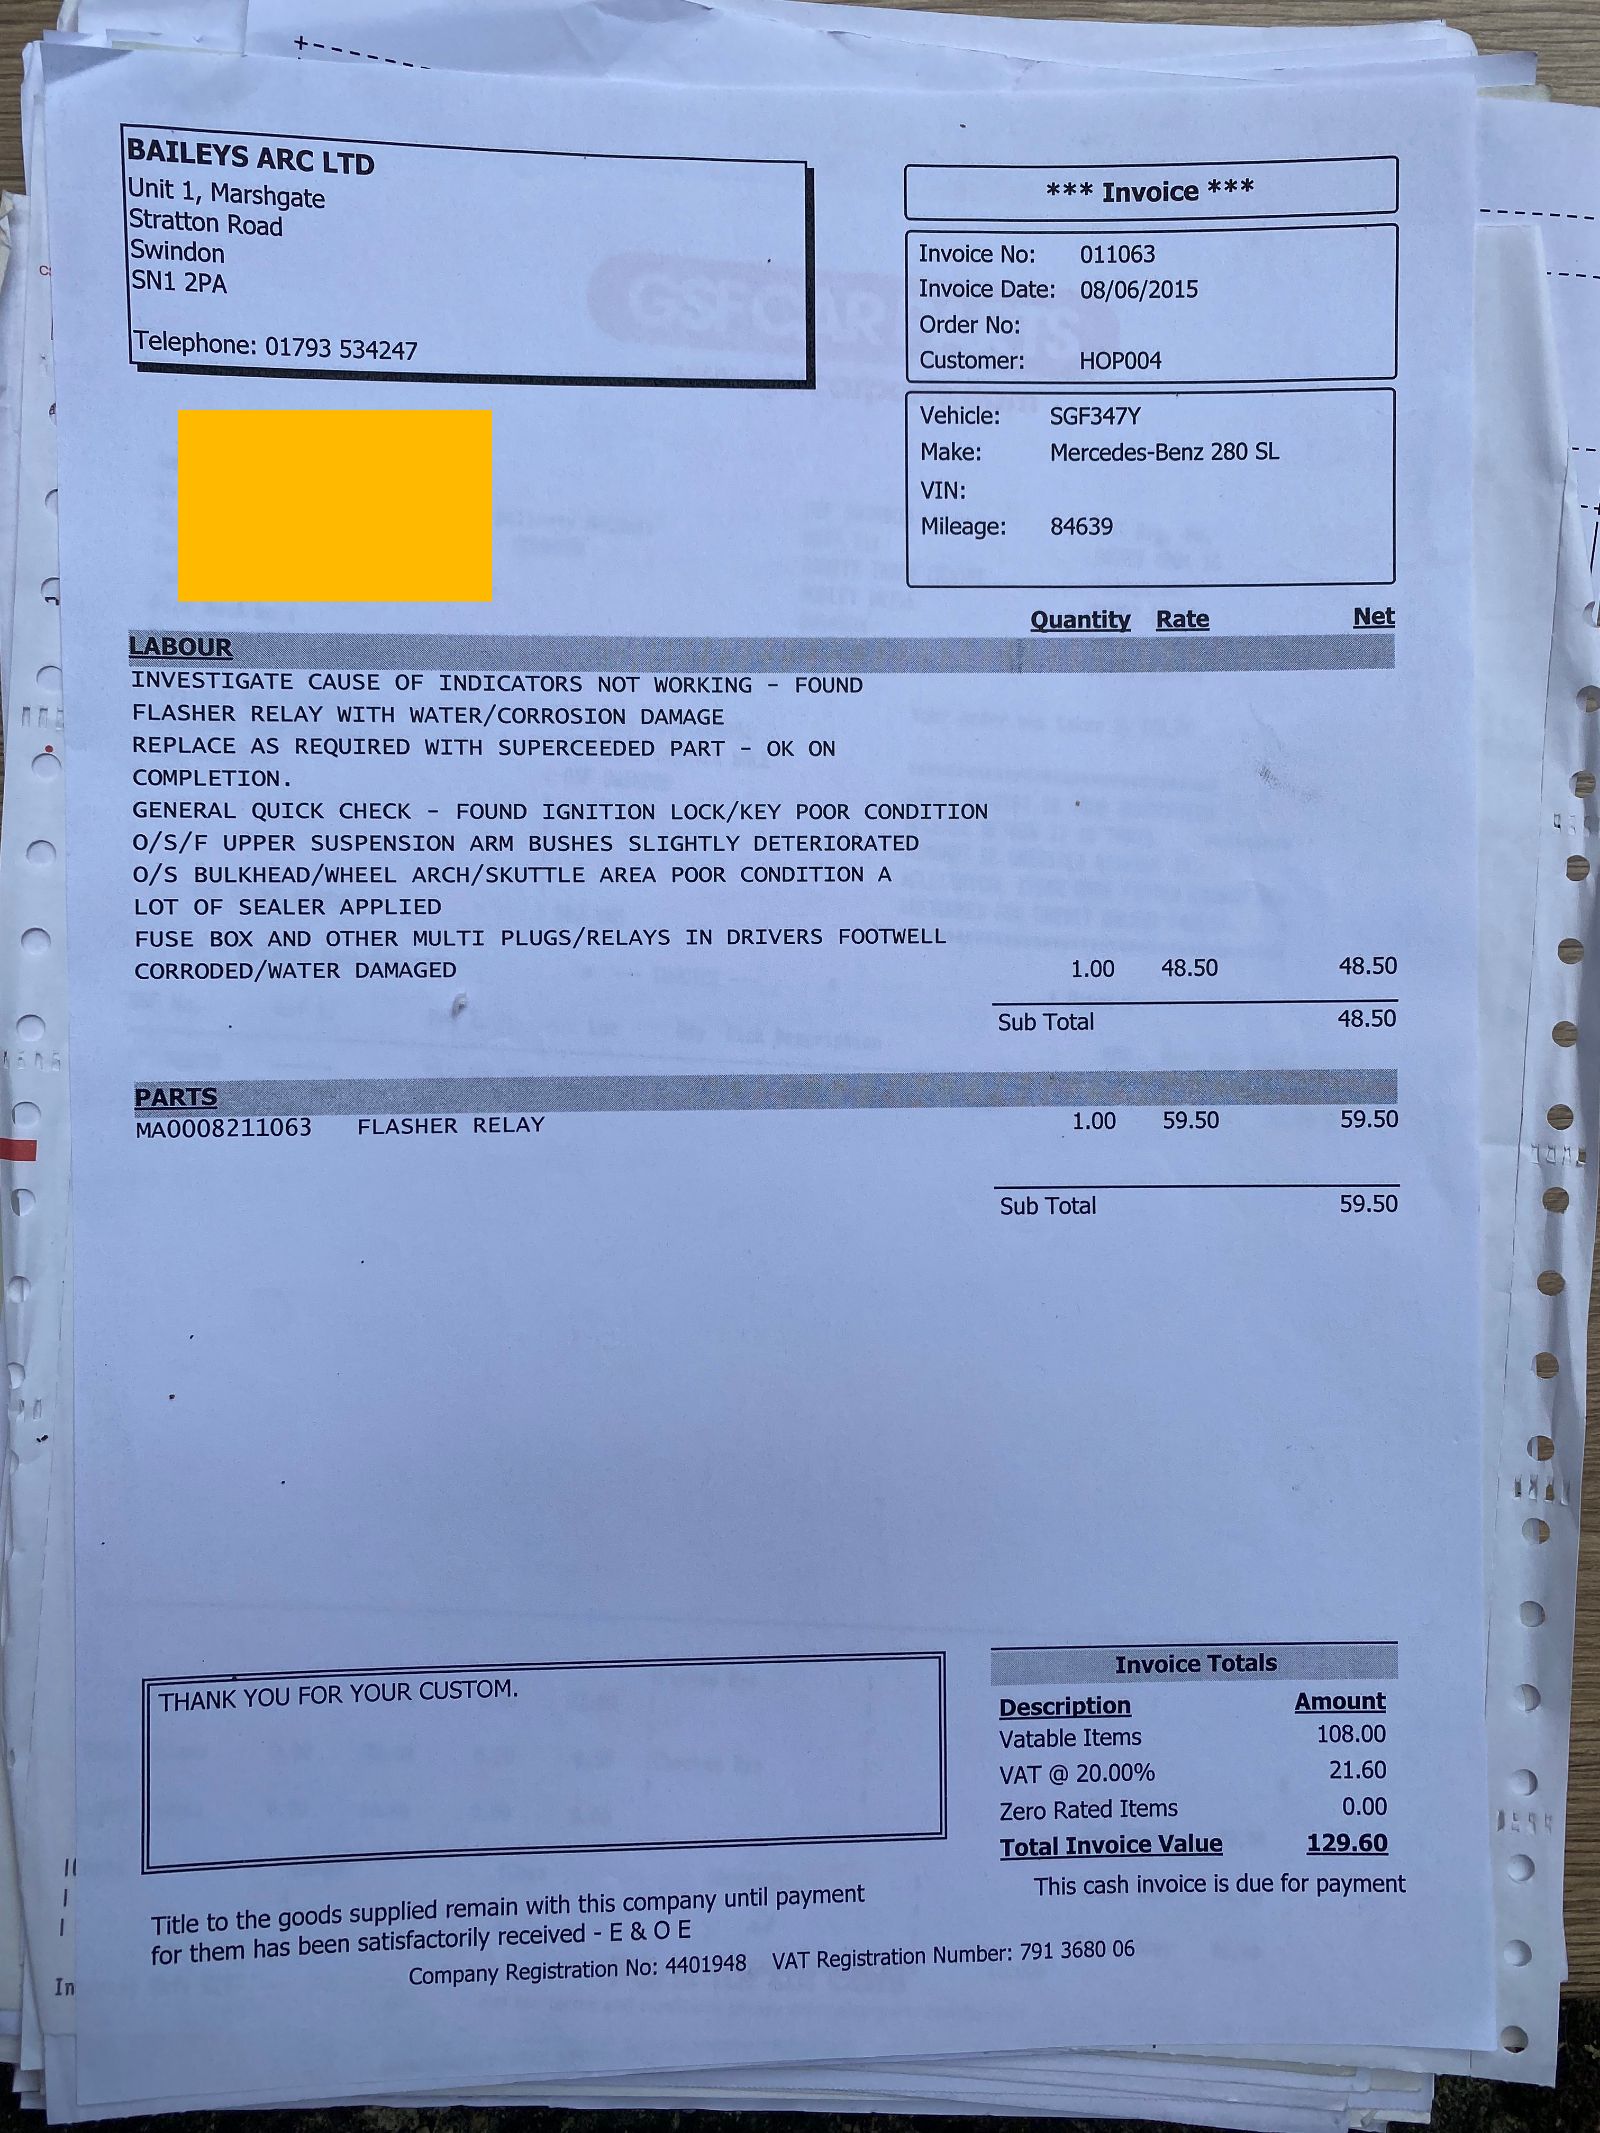 BAILEYS ARC LTD
Unit 1, Marshgate
Stratton Road
Swindon
SN1 2PA
Telephone: 01793 534247
*** Invoice ***
Invoice No: 011063
Invoice Date: 08/06/2015
Order No:
Customer: HOP004
Vehicle: SGF347Y
Make: Mercedes-Benz 280 SL
VIN:
Mileage: 84639
Quantity Rate Net
LABOUR
INVESTIGATE CAUSE OF INDICATORS NOT WORKING - FOUND
FLASHER RELAY WITH WATER/CORROSION DAMAGE
REPLACE AS REQUIRED WITH SUPERCEEDED PART - OK ON
COMPLETION.
GENERAL QUICK CHECK - FOUND IGNITION LOCK/KEY POOR CONDITION
O/S/F UPPER SUSPENSION ARM BUSHES SLIGHTLY DETERIORATED
O/S BULKHEAD/WHEEL ARCH/SKUTTLE AREA POOR CONDITION A
LOT OF SEALER APPLIED
FUSE BOX AND OTHER MULTI PLUGS/RELAYS IN DRIVERS FOOTWELL
CORRODED/WATER DAMAGED 1.00 48.50 48.50
Sub Total 48.50
PARTS
MA0008211063 FLASHER RELAY 1.00 59.50 59.50
Sub Total 59.50
THANK YOU FOR YOUR CUSTOM.
Invoice Totals
Description Amount
Vatable Items 108.00
VAT @ 20.00% 21.60
Zero Rated Items 0.00
Total Invoice Value 129.60
This cash invoice is due for payment
Title to the goods supplied remain with this company until payment
for them has been satisfactorily received - E & O E
Company Registration No: 4401948 VAT Registration Number: 791 3680 06